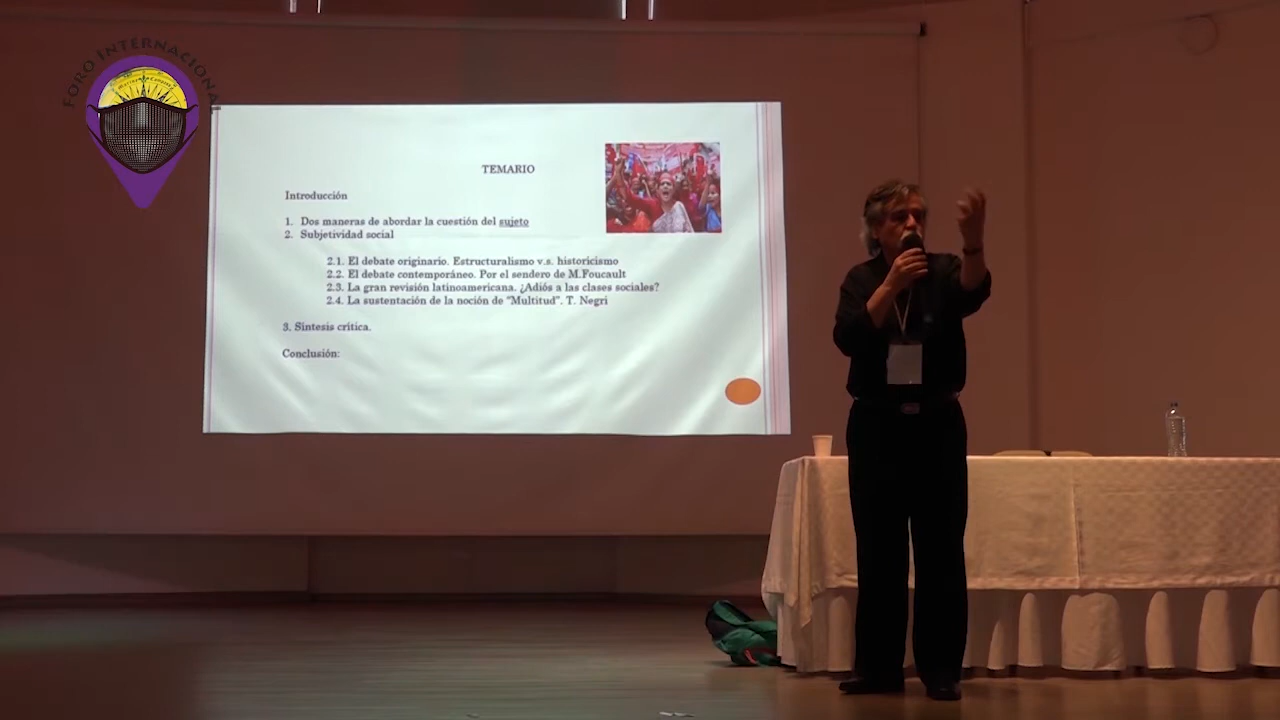 FORO INTERNACIONAL
TEMARIO
Introducción
1. Dos maneras de abordar la cuestión del sujeto
2. Subjetividad social
2.1. El debate originario. Estructuralismo v.s. historicismo
2.2. El debate contemporáneo. Por el sendero de M.Foucault
2.3. La gran revisión latinoamericana. ¿Adiós a las clases sociales?
2.4. La sustentación de la noción de “Multitud”. T. Negri
3. Síntesis crítica.
Conclusión: